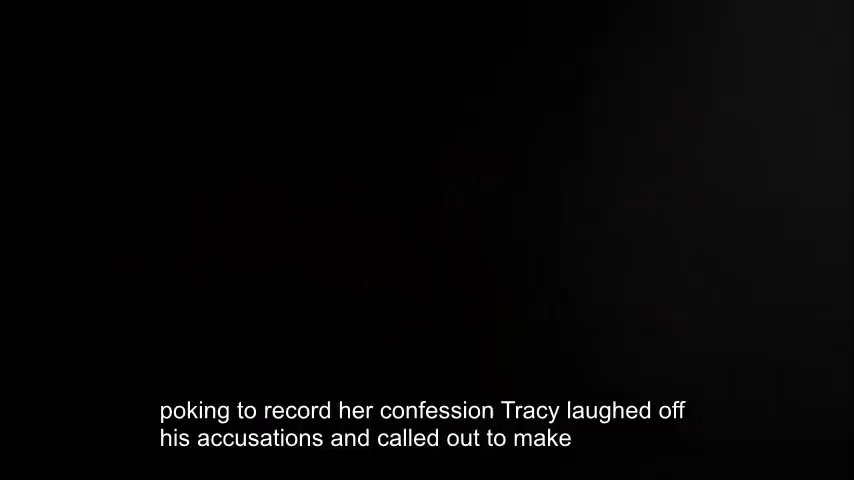 poking to record her confession Tracy laughed off
his accusations and called out to make